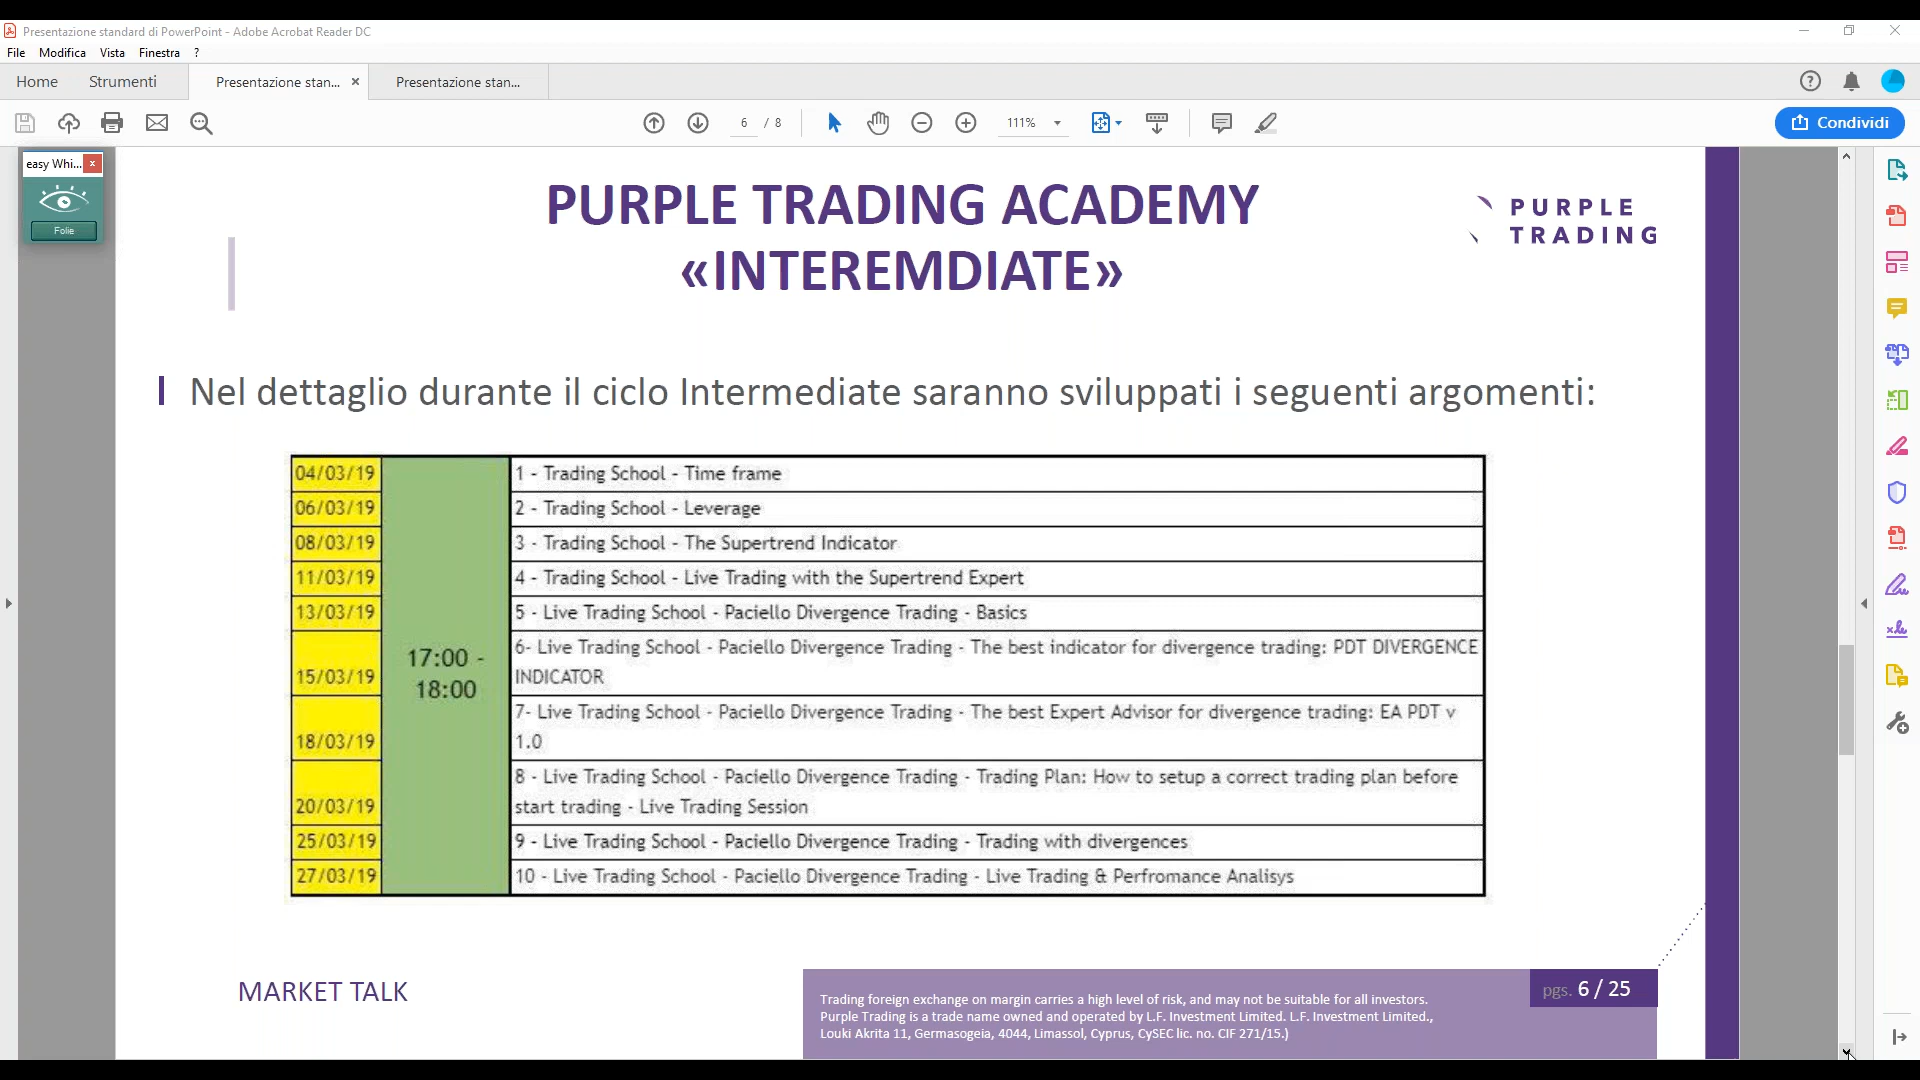 Presentazione standard di PowerPoint - Adobe Acrobat Reader DC
File Modifica Vista Finestra ?
Home Strumenti Presentazione stan... × Presentazione stan...
6 / 8 111% Condividi
easy Whi... x
Folie
PURPLE TRADING ACADEMY
«INTEREMDIATE»
PURPLE
TRADING
Nel dettaglio durante il ciclo Intermediate saranno sviluppati i seguenti argomenti:
04/03/19 1 - Trading School - Time frame
06/03/19 2 - Trading School - Leverage
08/03/19 3 - Trading School - The Supertrend Indicator
11/03/19 4 - Trading School - Live Trading with the Supertrend Expert
13/03/19 5 - Live Trading School - Paciello Divergence Trading - Basics
17:00 -
18:00
6- Live Trading School - Paciello Divergence Trading - The best indicator for divergence trading: PDT DIVERGENCE
15/03/19 INDICATOR
7- Live Trading School - Paciello Divergence Trading - The best Expert Advisor for divergence trading: EA PDT v
18/03/19 1.0
8 - Live Trading School - Paciello Divergence Trading - Trading Plan: How to setup a correct trading plan before
20/03/19 start trading - Live Trading Session
25/03/19 9 - Live Trading School - Paciello Divergence Trading - Trading with divergences
27/03/19 10 - Live Trading School - Paciello Divergence Trading - Live Trading & Perfromance Analisys
MARKET TALK
Trading foreign exchange on margin carries a high level of risk, and may not be suitable for all investors.
Purple Trading is a trade name owned and operated by L.F. Investment Limited. L.F. Investment Limited.,
Louki Akrita 11, Germasogeia, 4044, Limassol, Cyprus, CySEC lic. no. CIF 271/15.)
pgs. 6 / 25